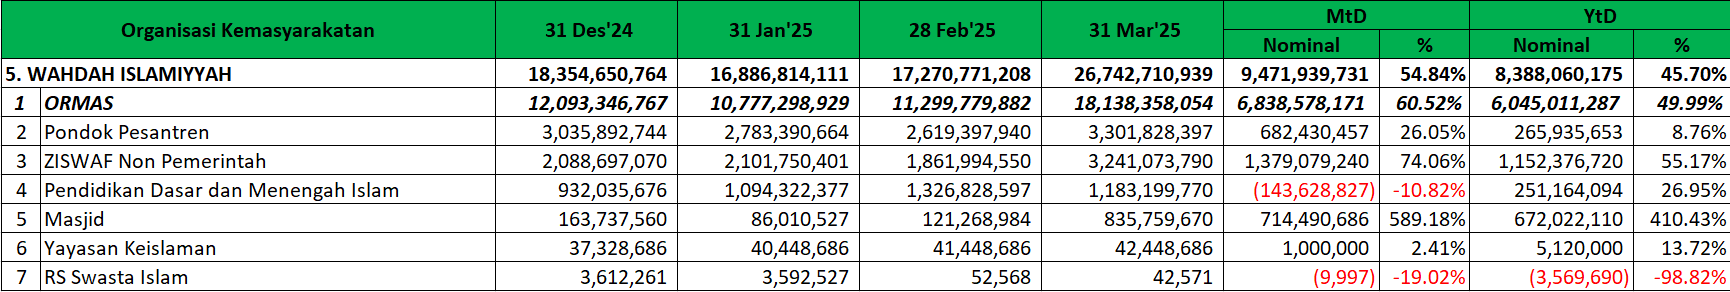 Organisasi Kemasyarakatan 31 Des'24 31 Jan'25 28 Feb'25 31 Mar'25 MtD YtD
Nominal % Nominal %
5. WAHDAH ISLAMIYYAH 18,354,650,764 16,886,814,111 17,270,771,208 26,742,710,939 9,471,939,731 54.84% 8,388,060,175 45.70%
1 ORMAS 12,093,346,767 10,777,298,929 11,299,779,882 18,138,358,054 6,838,578,171 60.52% 6,045,011,287 49.99%
2 Pondok Pesantren 3,035,892,744 2,783,390,664 2,619,397,940 3,301,828,397 682,430,457 26.05% 265,935,653 8.76%
3 ZISWAF Non Pemerintah 2,088,697,070 2,101,750,401 1,861,994,550 3,241,073,790 1,379,079,240 74.06% 1,152,376,720 55.17%
4 Pendidikan Dasar dan Menengah Islam 932,035,676 1,094,322,377 1,326,828,597 1,183,199,770 (143,628,827) -10.82% 251,164,094 26.95%
5 Masjid 163,737,560 86,010,527 121,268,984 835,759,670 714,490,686 589.18% 672,022,110 410.43%
6 Yayasan Keislaman 37,328,686 40,448,686 41,448,686 42,448,686 1,000,000 2.41% 5,120,000 13.72%
7 RS Swasta Islam 3,612,261 3,592,527 52,568 42,571 (9,997) -19.02% (3,569,690) -98.82%